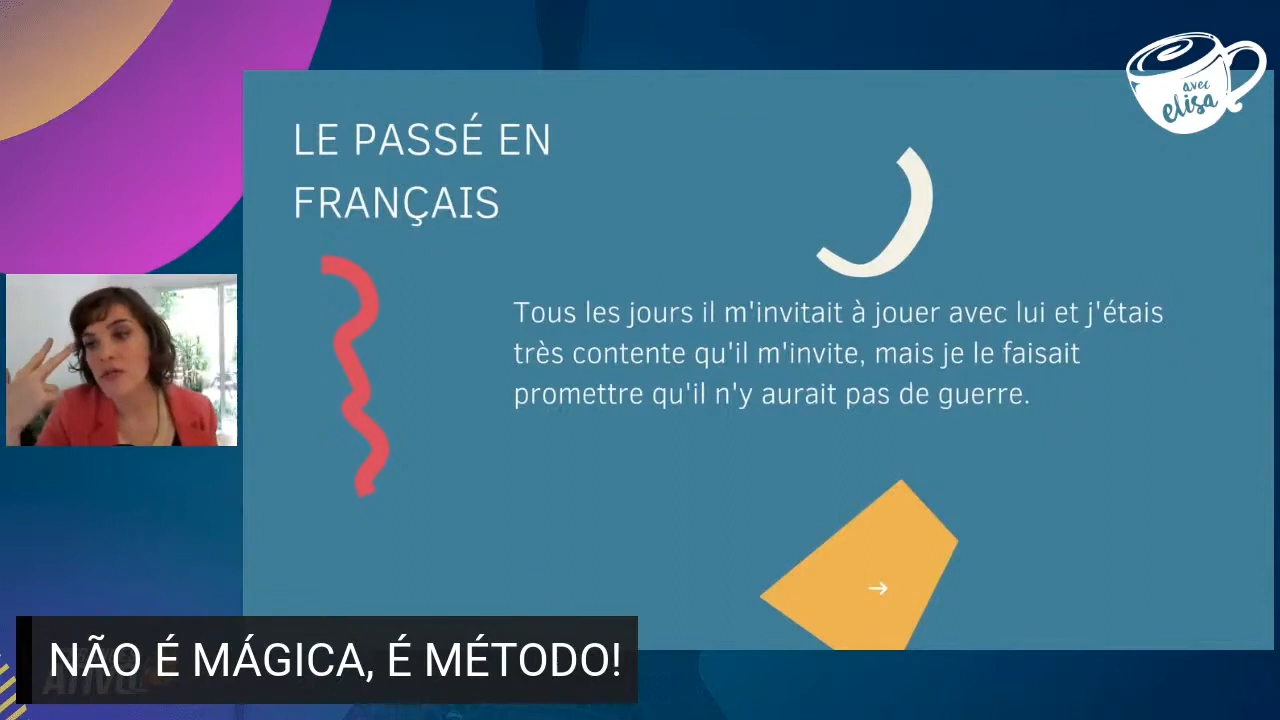 avec
elisa
LE PASSÉ EN
FRANÇAIS
Tous les jours il m'invitait à jouer avec lui et j'étais
très contente qu'il m'invite, mais je le faisait
promettre qu'il n'y aurait pas de guerre.
NÃO É MÁGICA, É MÉTODO!